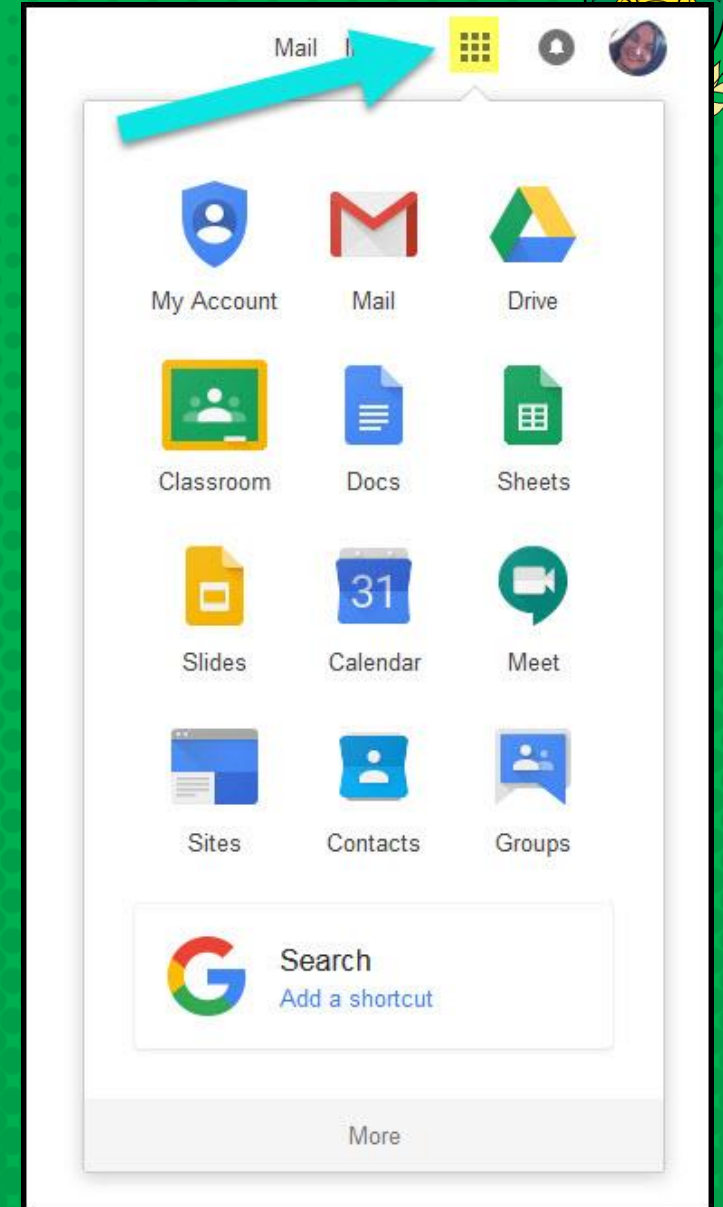 Mail
My Account Mail Drive
Classroom Docs Sheets
31
Slides Calendar Meet
Sites Contacts Groups
G
Search
Add a shortcut
More